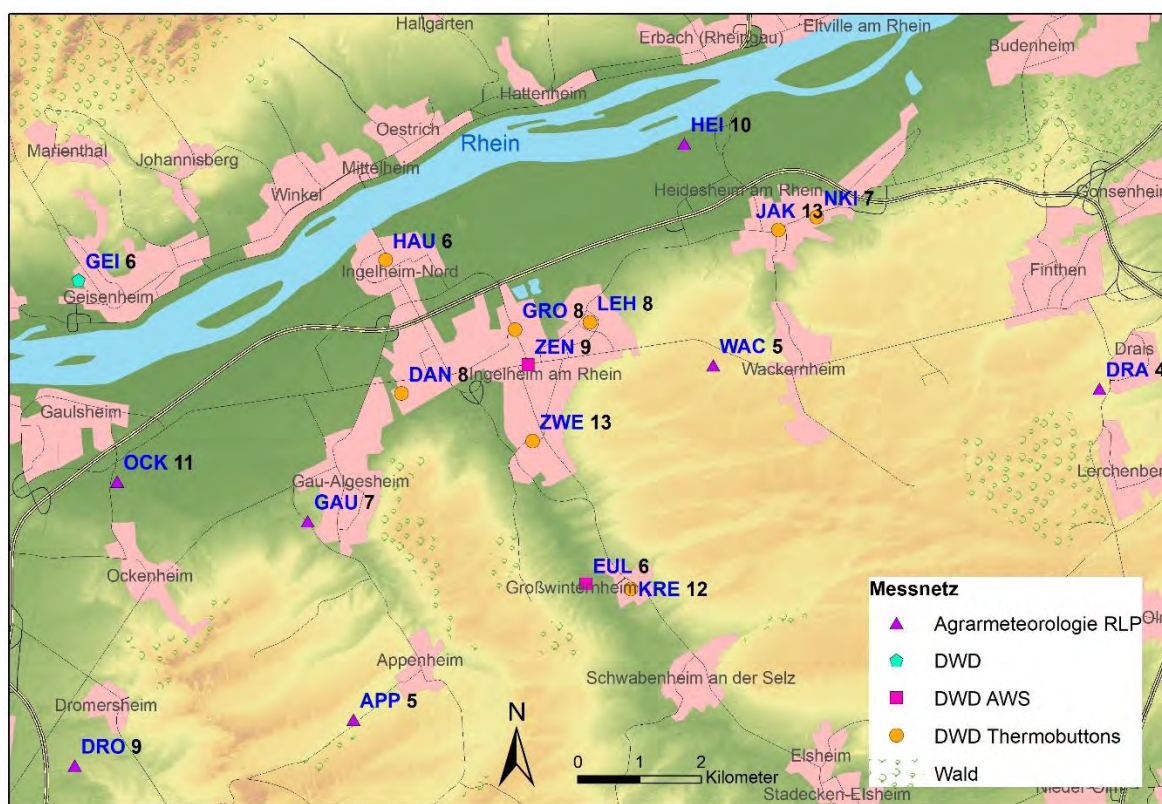 Hallgarten
Erbach (Rheingau)
Eltville am Rhein
Budenheim
Hattenheim
Oestrich
HEI 10
Marienthal
Johannisberg
Mittelheim
Rhein
Winkel
Heidesheim am Rhein
NKI 7
Gonsenheim
JAK 13
HAU 6
GEI 6
Ingelheim-Nord
Geisenheim
Finthen
GRO 8
LEH 8
ZEN 9
WAC 5
Drais
Ingelheim am Rhein
Wackernheim
DRA 4
DAN 8
Gaulsheim
ZWE 13
OCK 11
Lerchenber
Gau-Algesheim
GAU 7
EUL 6
Ockenheim
Großwinternheim
KRE 12
Messnetz
Agrarmeteorologie RLP
Appenheim
Schwabenheim an der Selz
DWD
Dromersheim
APP 5
DWD AWS
N
DWD Thermobuttons
DRO 9
Elsheim
0 1 2
Kilometer
Wald
Stadecken-Elsheim